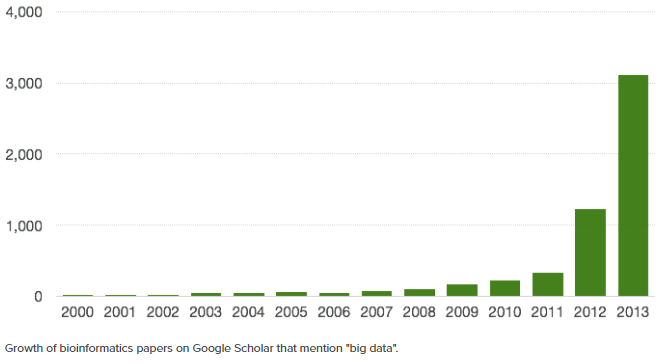 4,000
3,000
2,000
1,000
0
2000 2001 2002 2003 2004 2005 2006 2007 2008 2009 2010 2011 2012 2013
Growth of bioinformatics papers on Google Scholar that mention "big data".